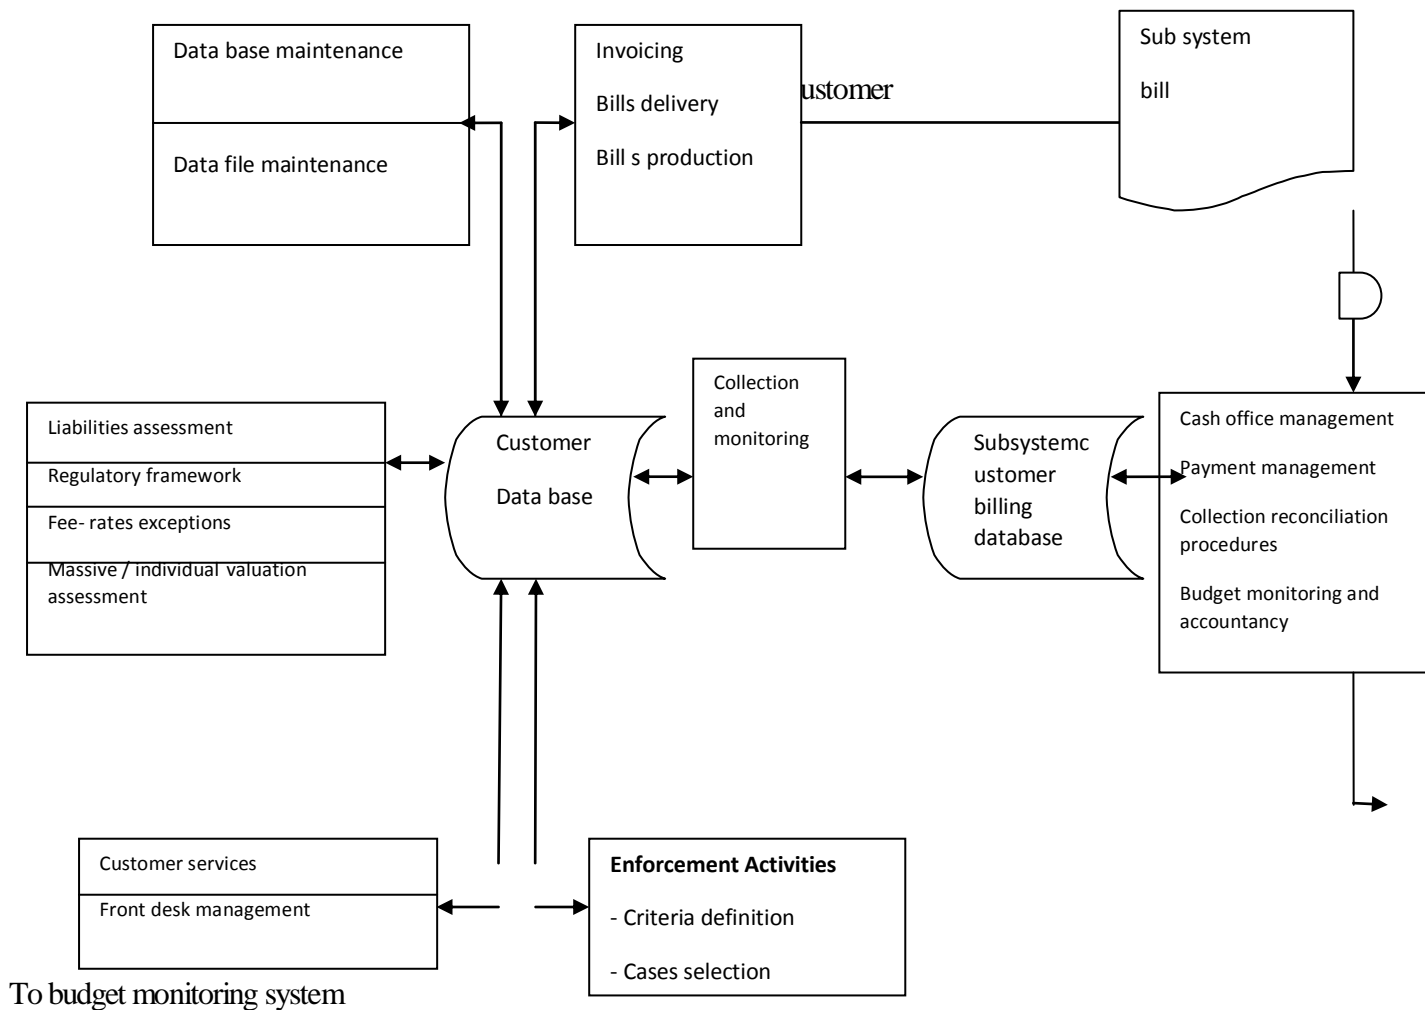 Data base maintenance
Data file maintenance
Invoicing
Bills delivery
Bill s production
ustomer
Sub system
bill
Liabilities assessment
Regulatory framework
Fee- rates exceptions
Massive / individual valuation
assessment
Customer
Data base
Collection
and
monitoring
Subsystemc
ustomer
billing
database
Cash office management
Payment management
Collection reconciliation
procedures
Budget monitoring and
accountancy
Customer services
Front desk management
Enforcement Activities
- Criteria definition
- Cases selection
To budget monitoring system